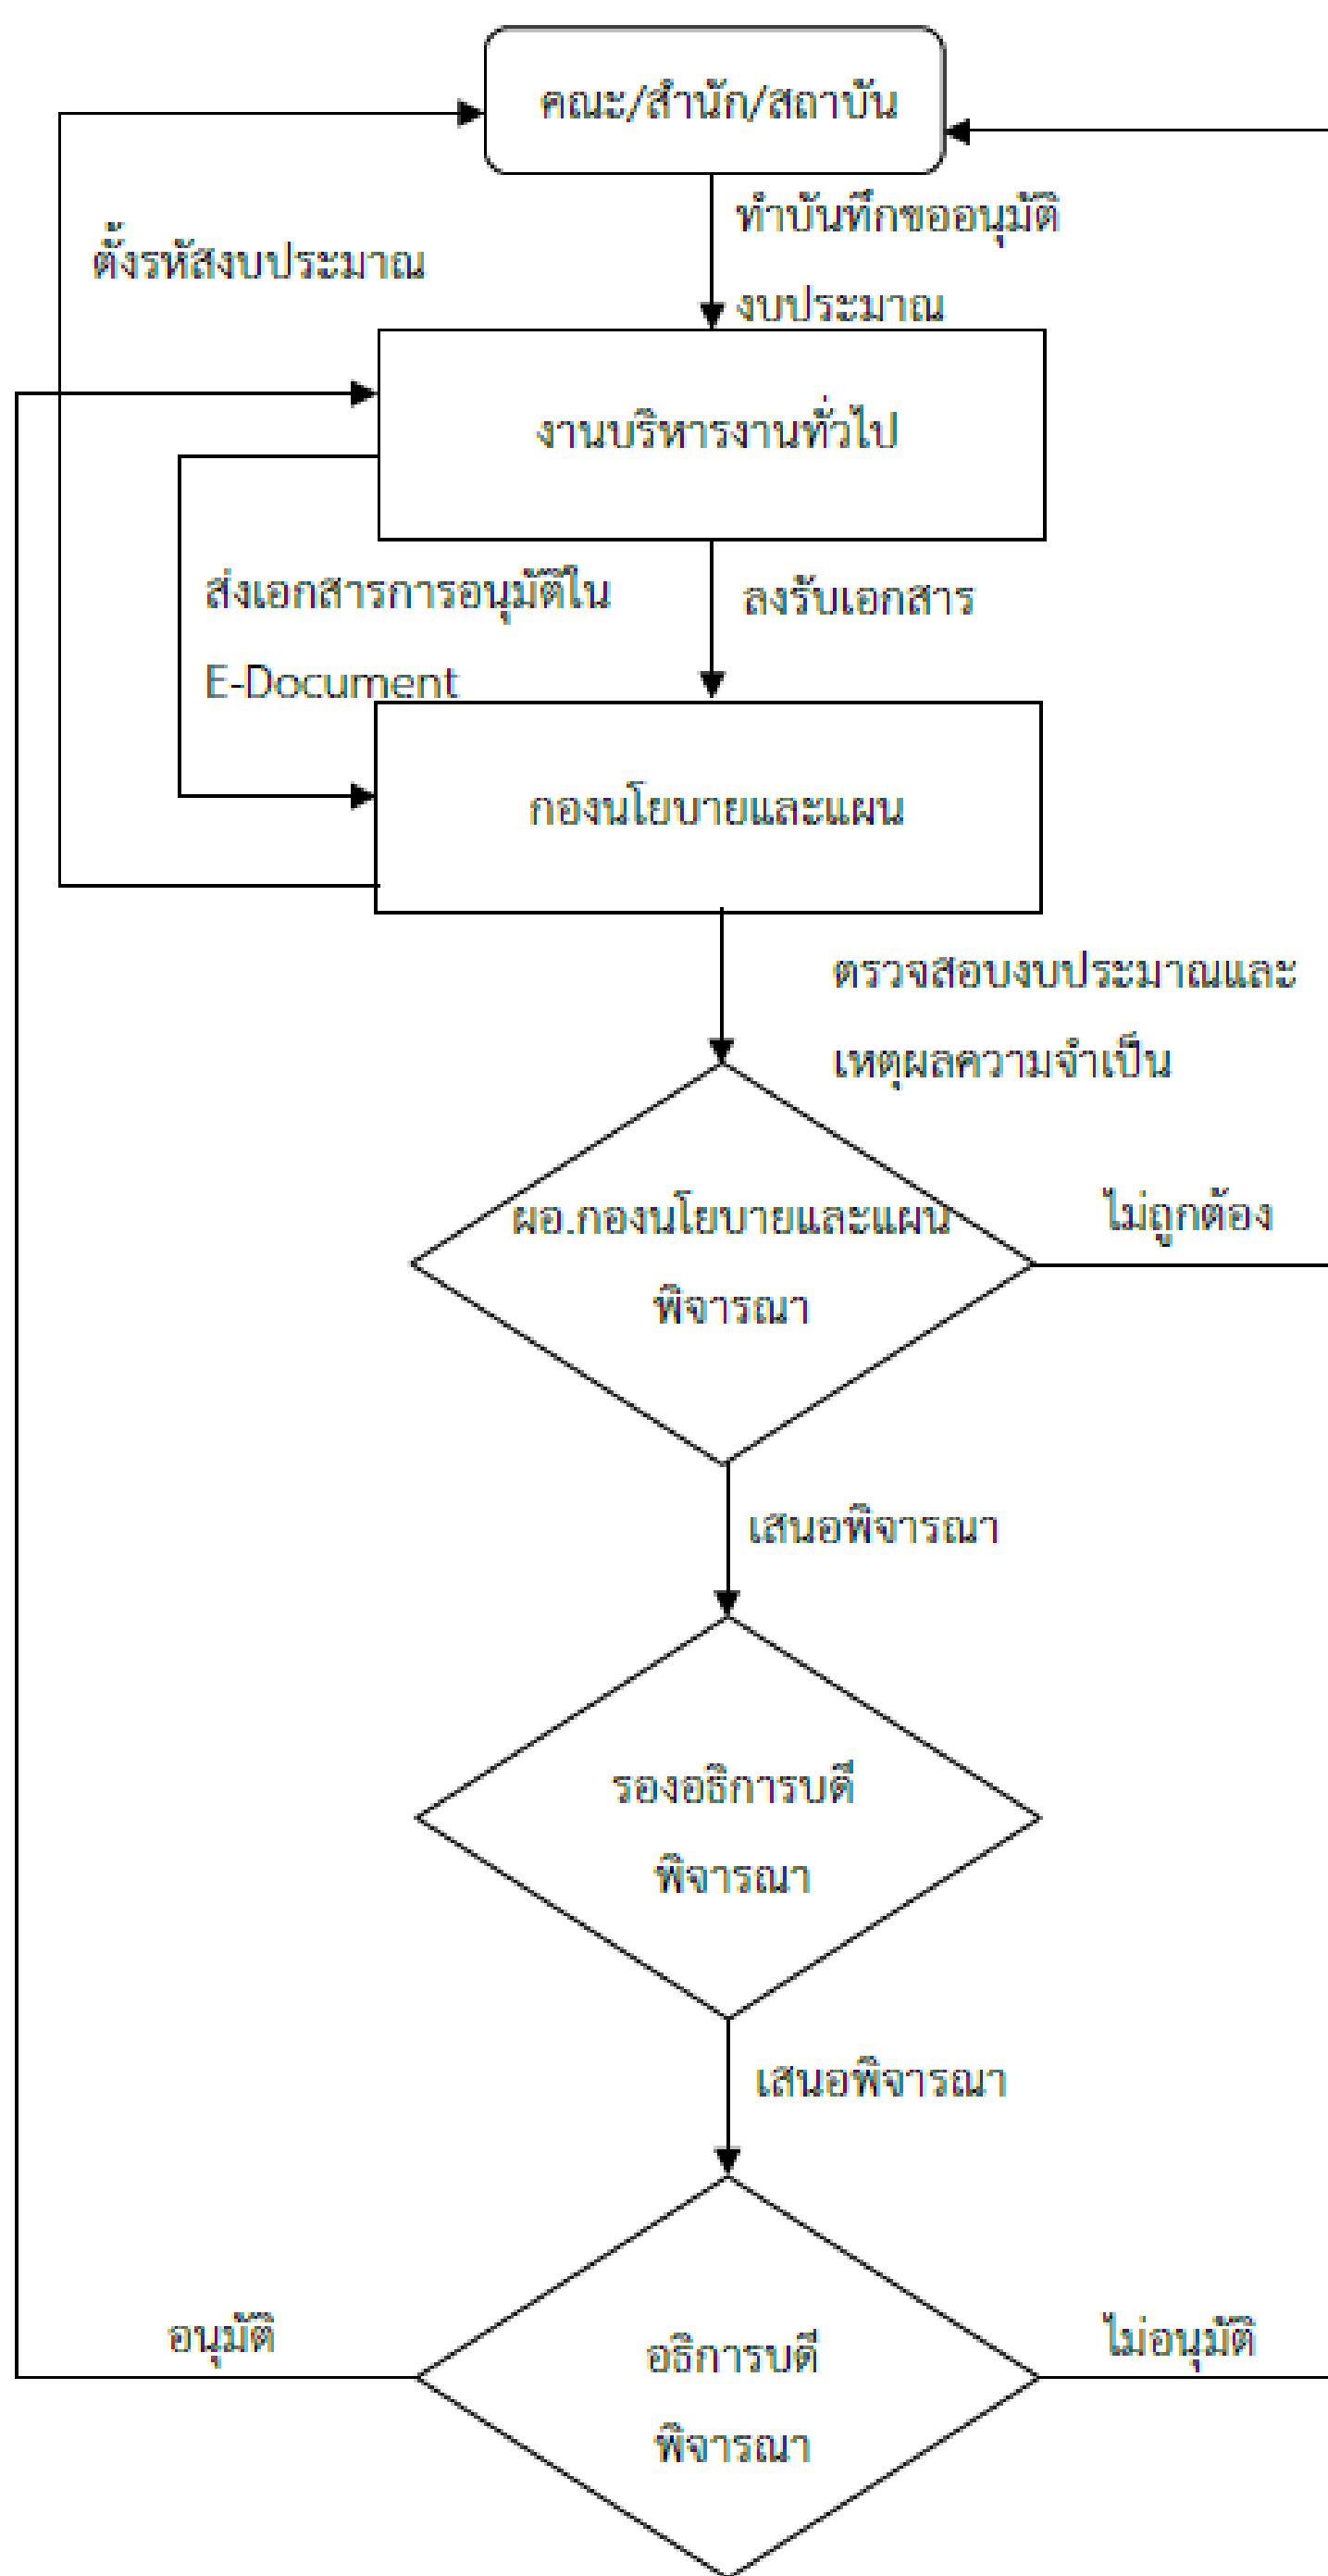 คณะ/สำนัก/สถาบัน
ทำบันทึกขออนุมัติ
งบประมาณ
ตั้งรหัสงบประมาณ
งานบริหารงานทั่วไป
ส่งเอกสารการอนุมัติใน
E-Document
ลงรับเอกสาร
กองนโยบายและแผน
ตรวจสอบงบประมาณและ
เหตุผลความจำเป็น
ผอ.กองนโยบายและแผน
พิจารณา
ไม่ถูกต้อง
เสนอพิจารณา
รองอธิการบดี
พิจารณา
เสนอพิจารณา
อนุมัติ
อธิการบดี
พิจารณา
ไม่อนุมัติ